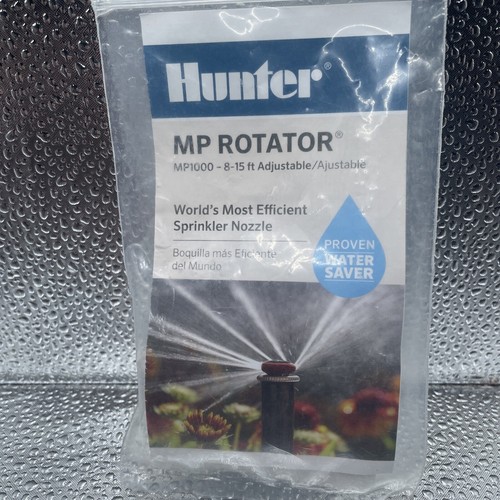 Hunter®
MP ROTATOR®
MP1000 – 8-15 ft Adjustable/Ajustable
World's Most Efficient
Sprinkler Nozzle
Boquilla más Eficiente
del Mundo
PROVEN
WATER
SAVER